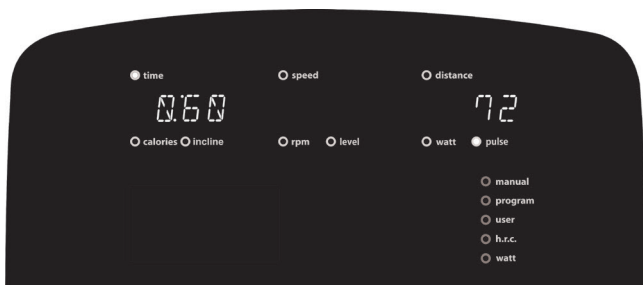 time speed distance
0:60 72
calories incline rpm level watt pulse
manual
program
user
h.r.c.
watt